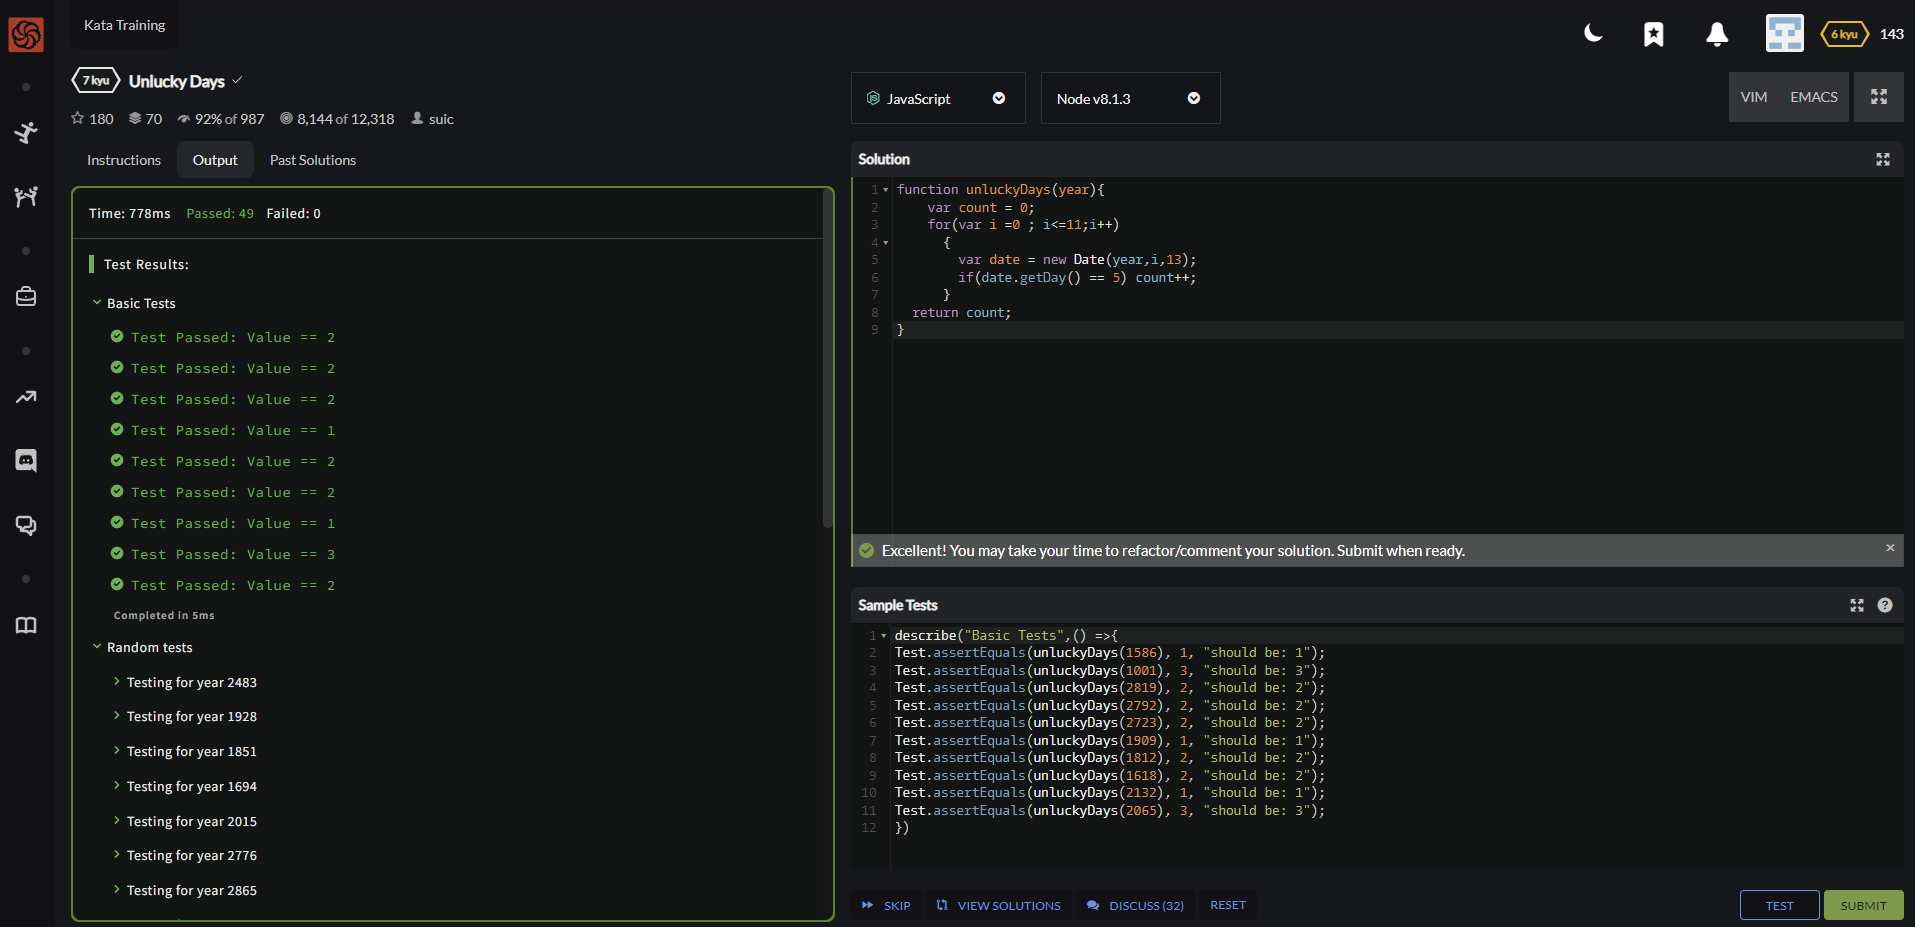 Kata Training
6 kyu
143
7 kyu
Unlucky Days
180
70
92% of 987
8,144 of 12,318
suic
Instructions
Output
Past Solutions
Time: 778ms
Passed: 49
Failed: 0
Test Results:
Basic Tests
Test Passed: Value == 2
Test Passed: Value == 2
Test Passed: Value == 2
Test Passed: Value == 1
Test Passed: Value == 2
Test Passed: Value == 2
Test Passed: Value == 1
Test Passed: Value == 3
Test Passed: Value == 2
Completed in 5ms
Random tests
Testing for year 2483
Testing for year 1928
Testing for year 1851
Testing for year 1694
Testing for year 2015
Testing for year 2776
Testing for year 2865
JavaScript
Node v8.1.3
VIM
EMACS
Solution
1 function unluckyDays(year){
2 var count = 0;
3 for(var i =0 ; i<=11;i++)
4 {
5 var date = new Date(year,i,13);
6 if(date.getDay() == 5) count++;
7 }
8 return count;
9 }
Excellent! You may take your time to refactor/comment your solution. Submit when ready.
Sample Tests
1 describe("Basic Tests",() =>{
2 Test.assertEquals(unluckyDays(1586), 1, "should be: 1");
3 Test.assertEquals(unluckyDays(1001), 3, "should be: 3");
4 Test.assertEquals(unluckyDays(2819), 2, "should be: 2");
5 Test.assertEquals(unluckyDays(2792), 2, "should be: 2");
6 Test.assertEquals(unluckyDays(2723), 2, "should be: 2");
7 Test.assertEquals(unluckyDays(1909), 1, "should be: 1");
8 Test.assertEquals(unluckyDays(1812), 2, "should be: 2");
9 Test.assertEquals(unluckyDays(1618), 2, "should be: 2");
10 Test.assertEquals(unluckyDays(2132), 1, "should be: 1");
11 Test.assertEquals(unluckyDays(2065), 3, "should be: 3");
12 })
SKIP
VIEW SOLUTIONS
DISCUSS (32)
RESET
TEST
SUBMIT